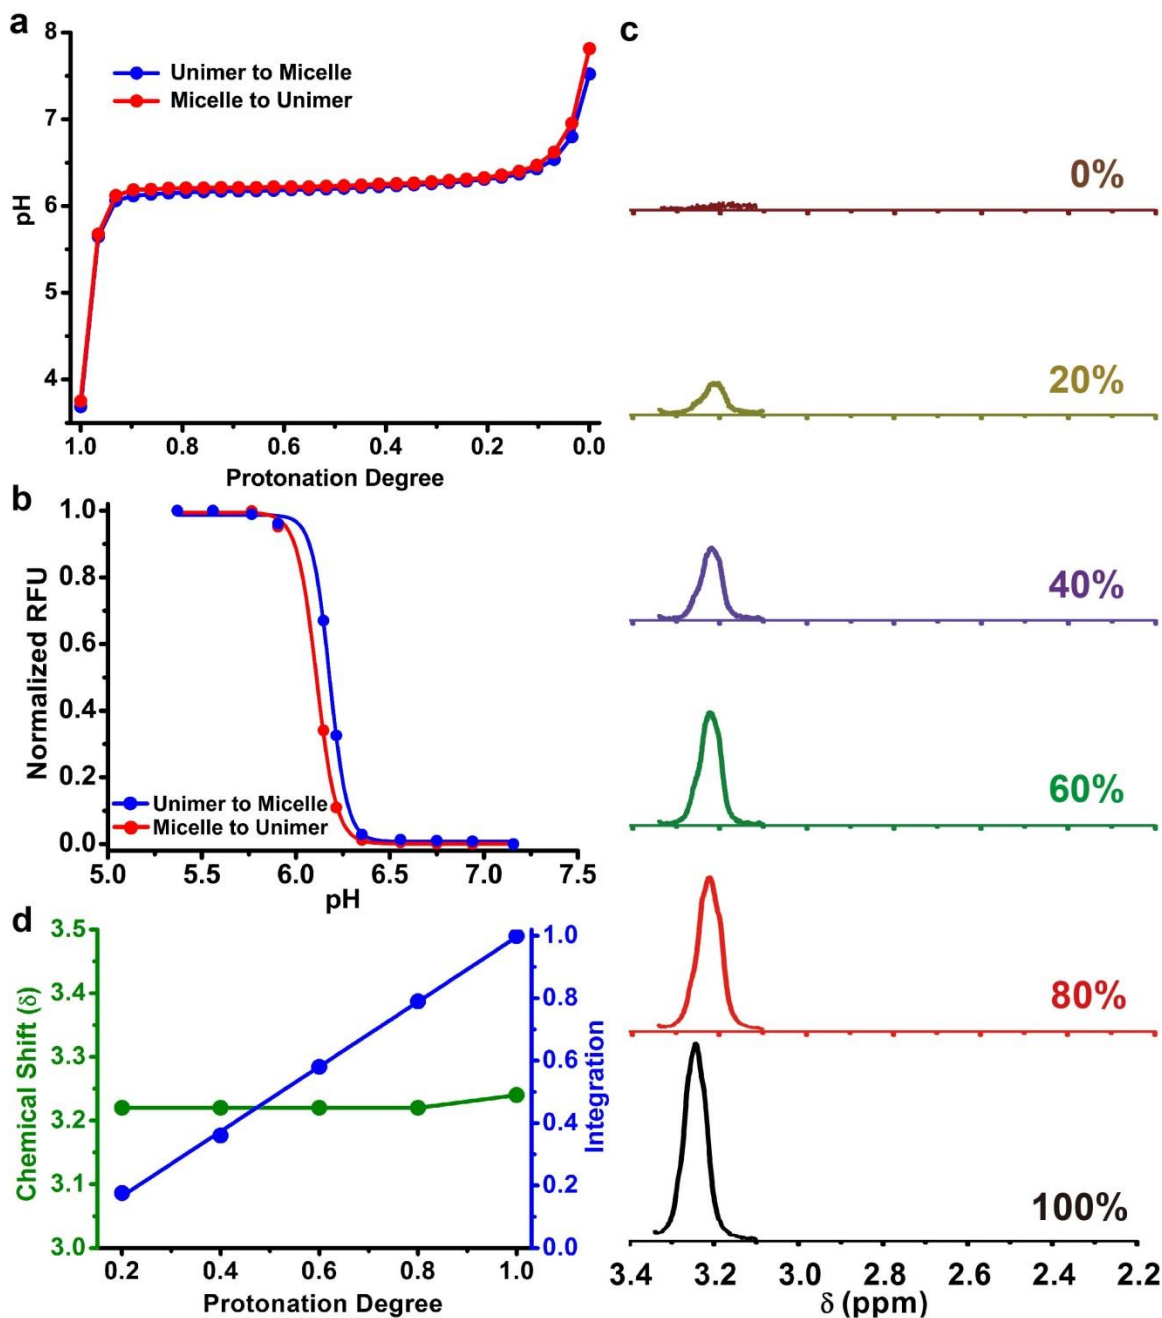 a
8
7
6
5
4
pH
Unimer to Micelle
Micelle to Unimer
1.0 0.8 0.6 0.4 0.2 0.0
Protonation Degree
b
1.0
0.8
0.6
0.4
0.2
0.0
Normalized RFU
Unimer to Micelle
Micelle to Unimer
5.0 5.5 6.0 6.5 7.0 7.5
pH
d
3.5
3.4
3.3
3.2
3.1
3.0
Chemical Shift (δ)
1.0
0.8
0.6
0.4
0.2
0.0
Integration
0.2 0.4 0.6 0.8 1.0
Protonation Degree
c
0%
20%
40%
60%
80%
100%
3.4 3.2 3.0 2.8 2.6 2.4 2.2
δ (ppm)